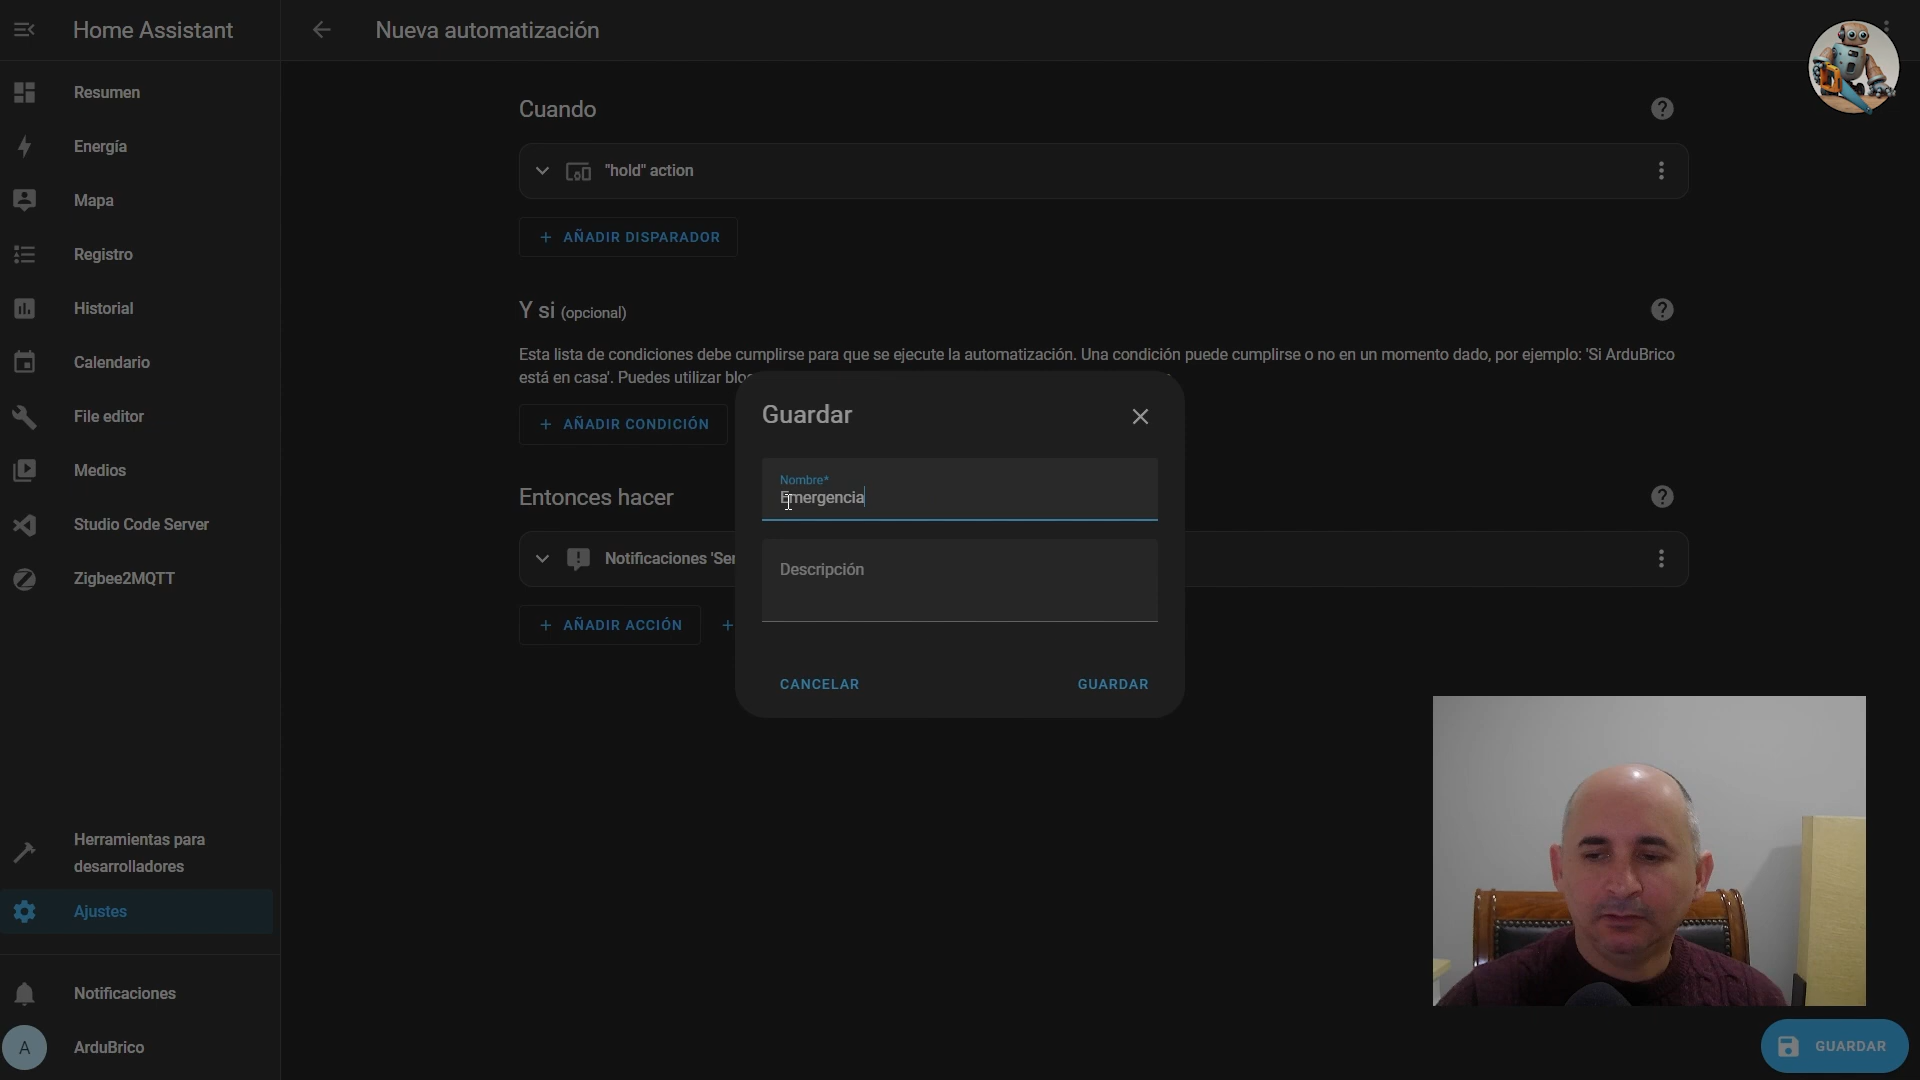 Home Assistant
Nueva automatización
Resumen
Energía
Mapa
Registro
Historial
Calendario
File editor
Medios
Studio Code Server
Zigbee2MQTT
Herramientas para
desarrolladores
Ajustes
Notificaciones
A ArduBrico
Cuando
"hold" action
+ AÑADIR DISPARADOR
Y si (opcional)
Esta lista de condiciones debe cumplirse para que se ejecute la automatización. Una condición puede cumplirse o no en un momento dado, por ejemplo: 'Si ArduBrico
está en casa'. Puedes utilizar
+ AÑADIR CONDICIÓN
Entonces hacer
Notificaciones
+ AÑADIR ACCIÓN +
Guardar
Nombre*
Emergencia
Descripción
CANCELAR GUARDAR
GUARDAR